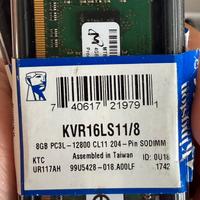 7 40617 21979 1
KVR16LS11/8
8GB PC3L-12800 CL11 204-Pin SODIMM
Assembled in Taiwan
KTC
ID: 0U18
UR117AH
99U5428-018.A00LF
1742
Kingston